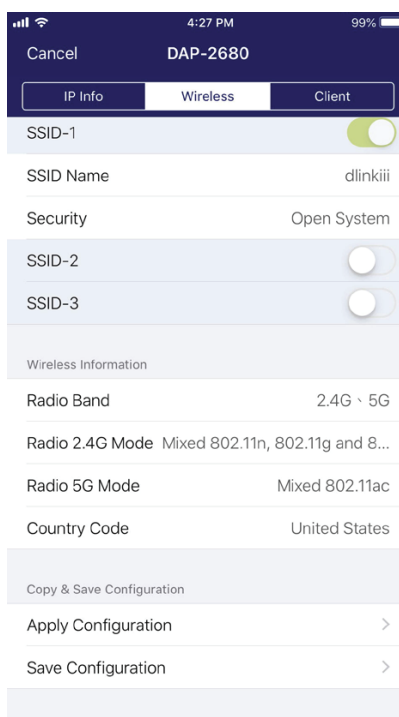 4:27 PM
99%
Cancel
DAP-2680
IP Info
Wireless
Client
SSID-1
SSID Name dlinkiii
Security Open System
SSID-2
SSID-3
Wireless Information
Radio Band 2.4G、5G
Radio 2.4G Mode Mixed 802.11n, 802.11g and 8...
Radio 5G Mode Mixed 802.11ac
Country Code United States
Copy & Save Configuration
Apply Configuration
Save Configuration